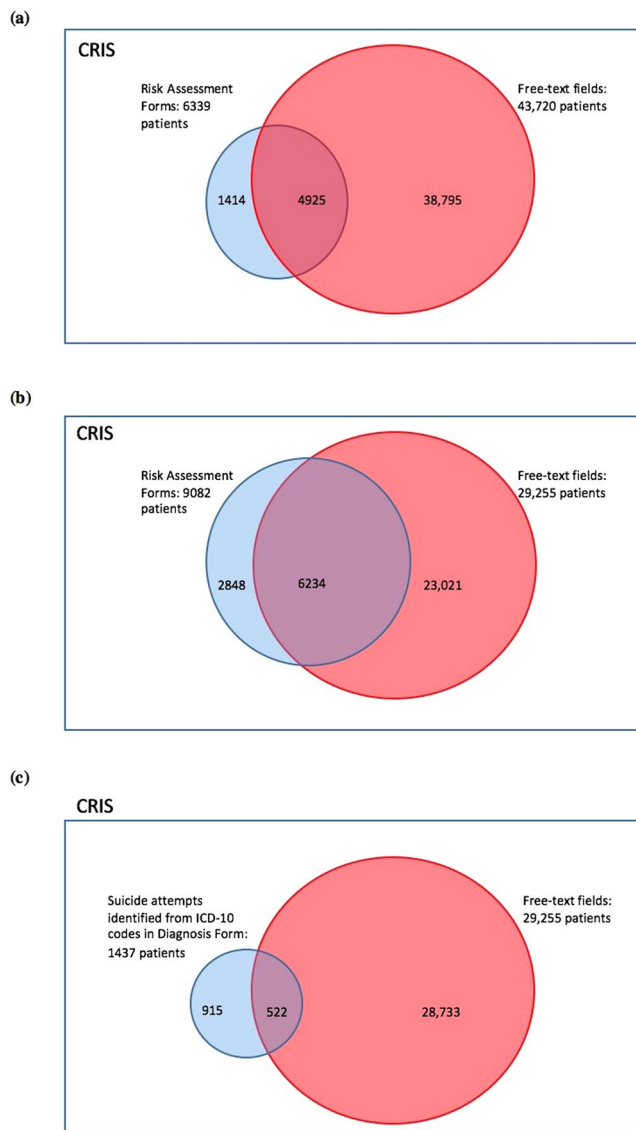 (a)
CRIS
Risk Assessment
Forms: 6339
patients
Free-text fields:
43,720 patients
1414
4925
38,795
(b)
CRIS
Risk Assessment
Forms: 9082
patients
Free-text fields:
29,255 patients
2848
6234
23,021
(c)
CRIS
Suicide attempts
identified from ICD-10
codes in Diagnosis Form:
1437 patients
Free-text fields:
29,255 patients
915
522
28,733